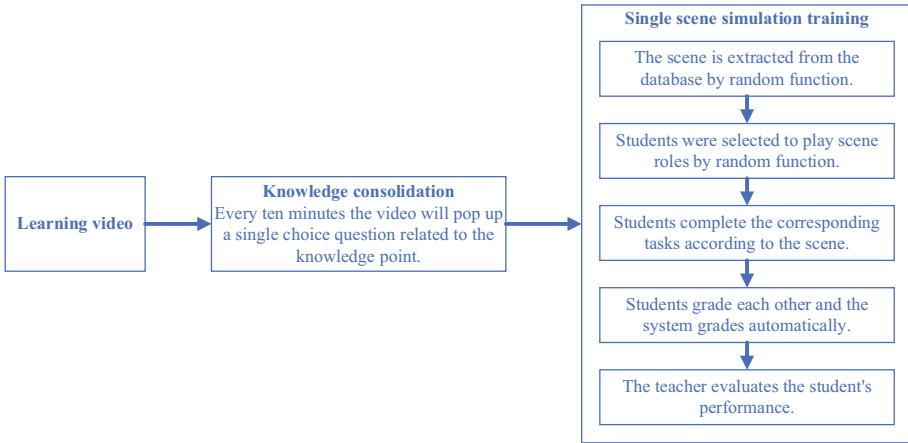 Learning video
Knowledge consolidation
Every ten minutes the video will pop up
a single choice question related to the
knowledge point.
Single scene simulation training
The scene is extracted from the
database by random function.
Students were selected to play scene
roles by random function.
Students complete the corresponding
tasks according to the scene.
Students grade each other and the
system grades automatically.
The teacher evaluates the student's
performance.